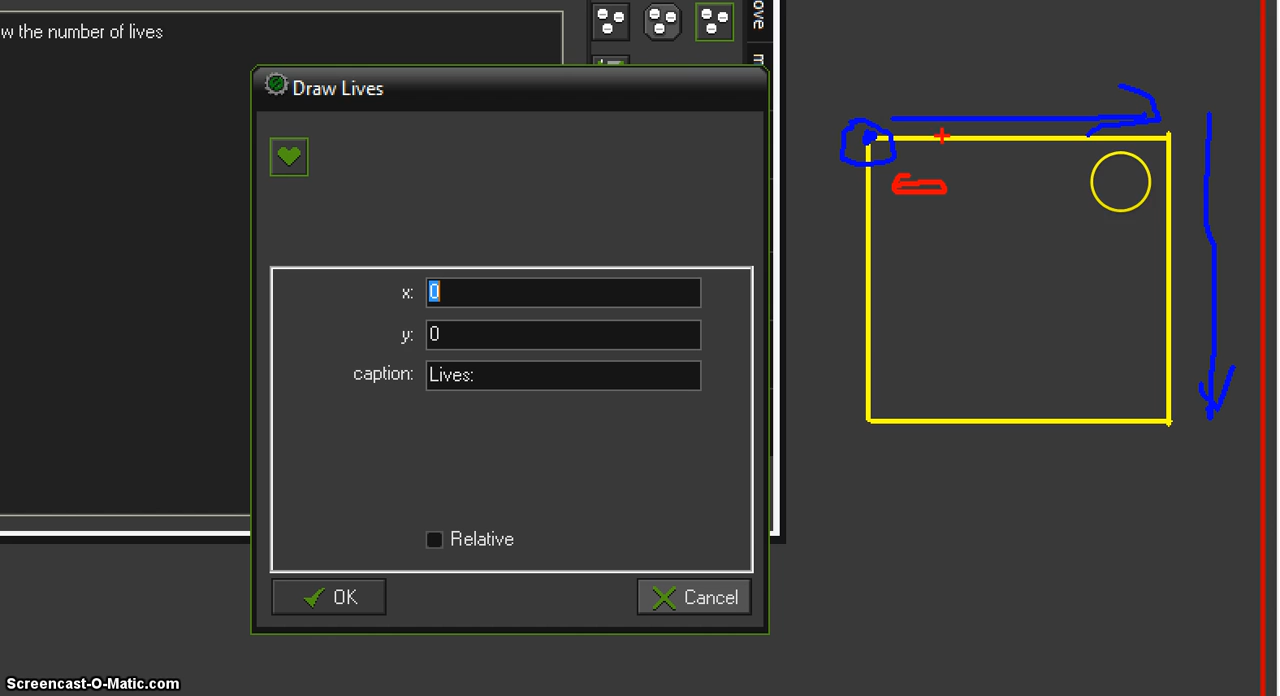 w the number of lives
ove
m
Draw Lives
x: 0
y: 0
caption: Lives:
Relative
OK
Cancel
Screencast-O-Matic.com